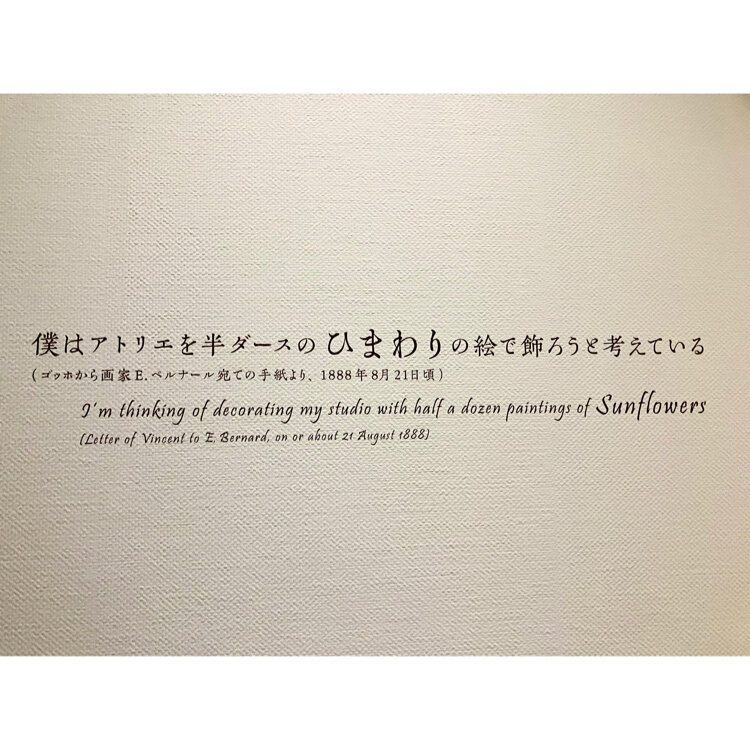 僕はアトリエを半ダースのひまわりの絵で飾ろうと考えている
(ゴッホから画家E.ベルナール宛ての手紙より、1888年8月21日頃)
I'm thinking of decorating my studio with half a dozen paintings of Sunflowers
(Letter of Vincent to E. Bernard, on or about 21 August 1888)